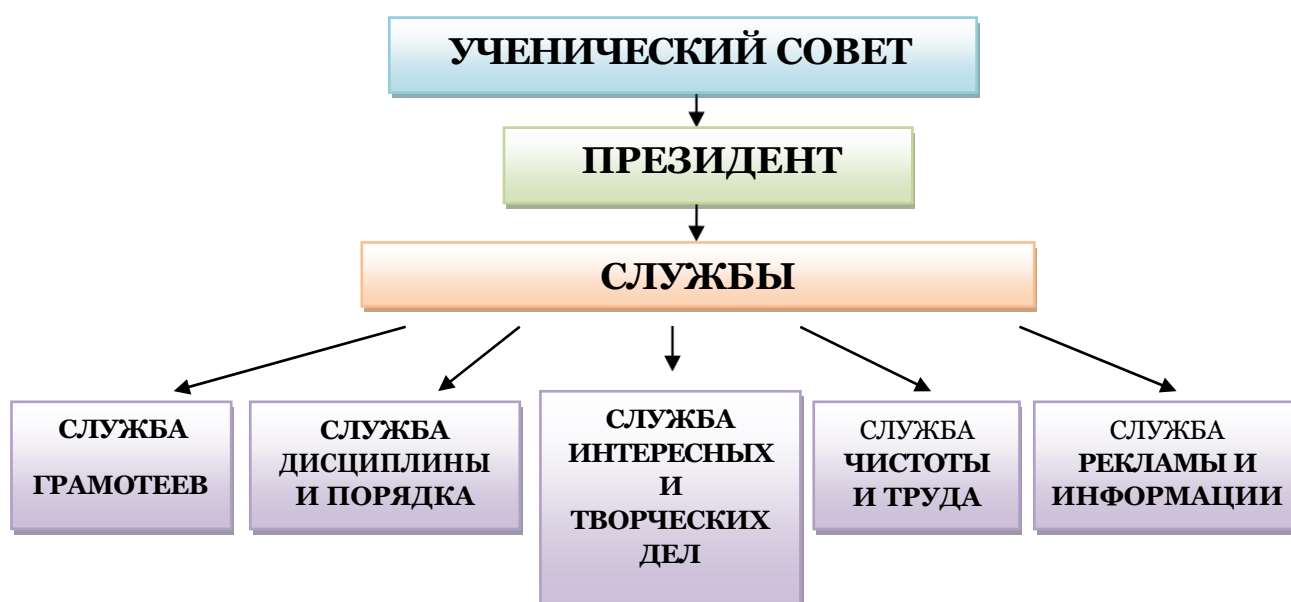 УЧЕНИЧЕСКИЙ СОВЕТ
ПРЕЗИДЕНТ
СЛУЖБЫ
СЛУЖБА
ГРАМОТЕЕВ
СЛУЖБА
ДИСЦИПЛИНЫ
И ПОРЯДКА
СЛУЖБА
ИНТЕРЕСНЫХ
И
ТВОРЧЕСКИХ
ДЕЛ
СЛУЖБА
ЧИСТОТЫ
И ТРУДА
СЛУЖБА
РЕКЛАМЫ И
ИНФОРМАЦИИ